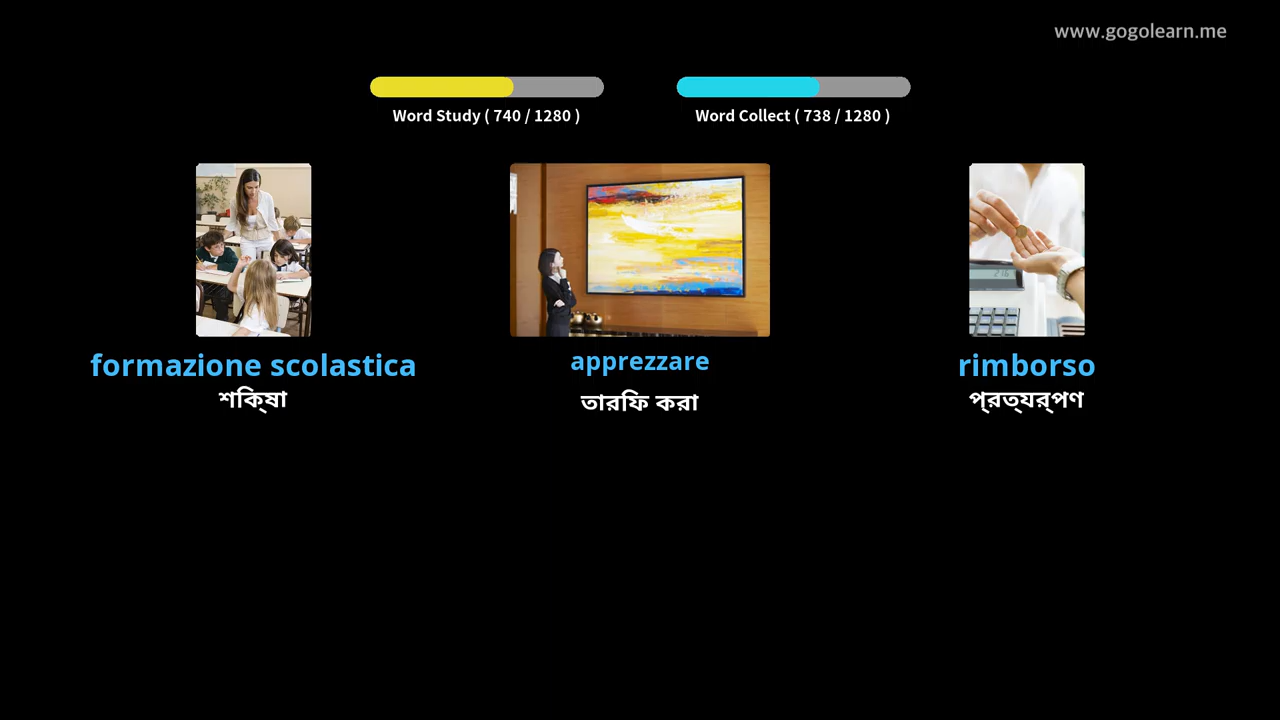 www.gogolearn.me
Word Study ( 740 / 1280 )
Word Collect ( 738 / 1280 )
formazione scolastica
শিক্ষা
apprezzare
তারিফ করা
rimborso
প্রত্যর্পণ